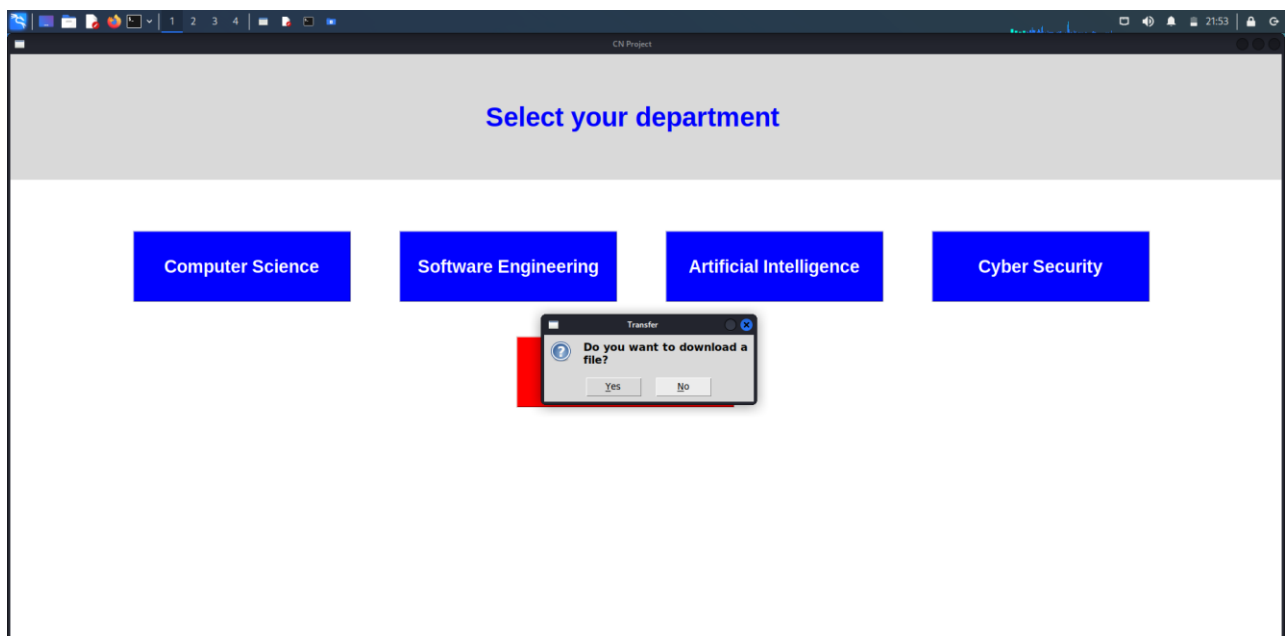 1 2 3 4 21:53
CN Project
Select your department
Computer Science Software Engineering Artificial Intelligence Cyber Security
Transfer
Do you want to download a
file?
Yes No